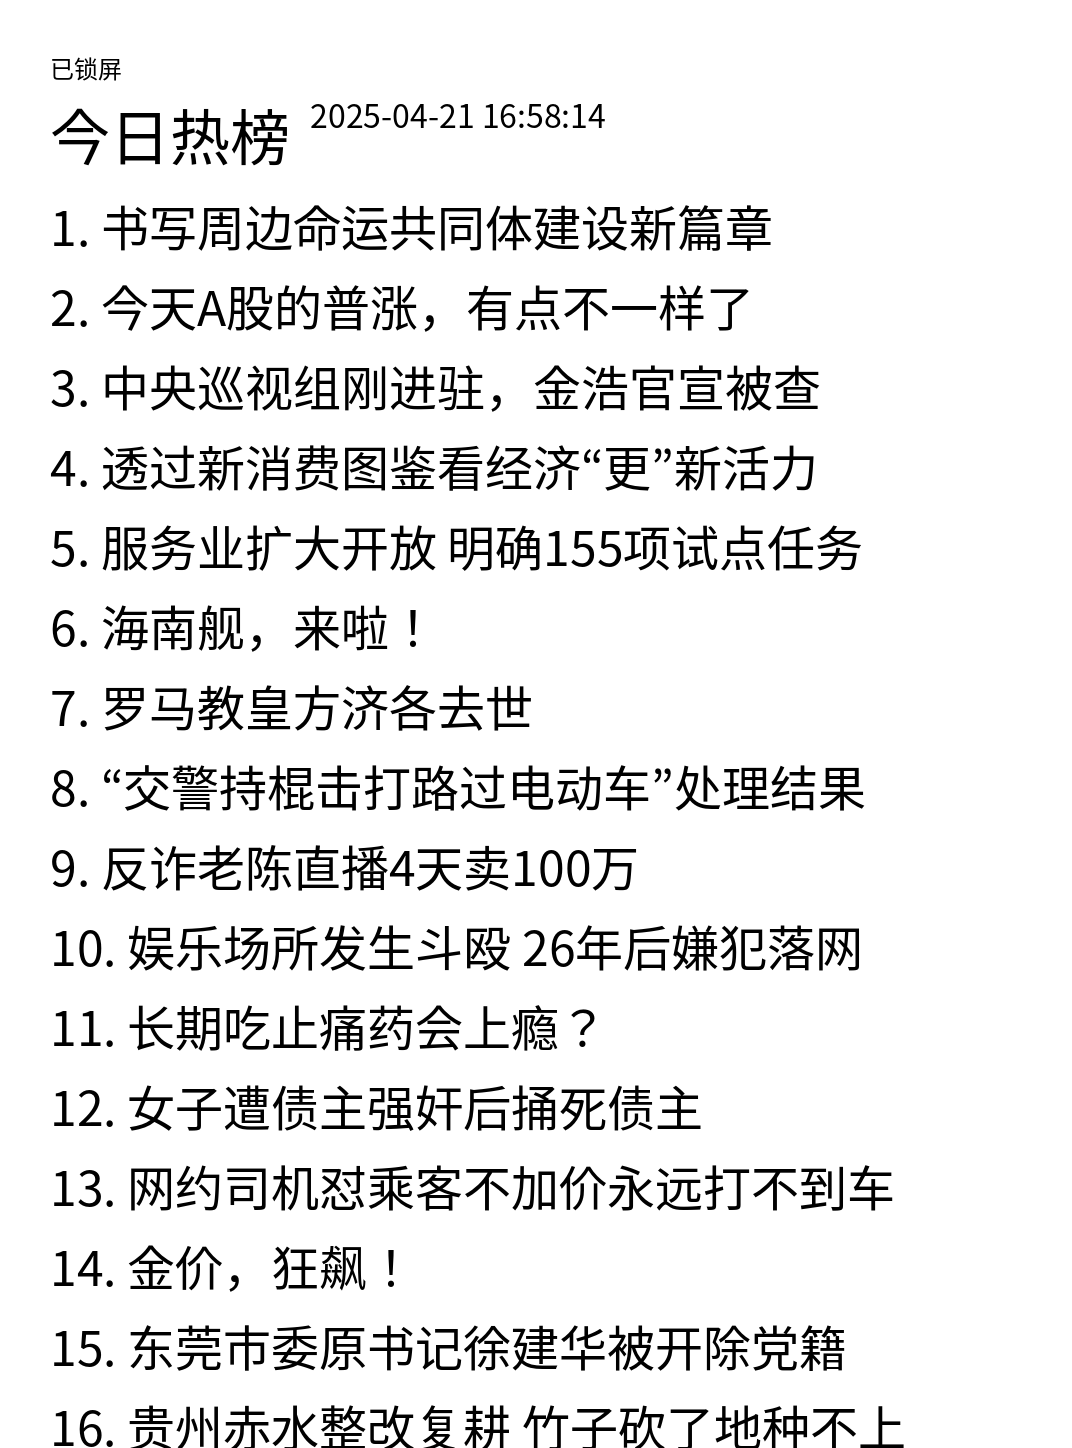 已锁屏
今日热榜 2025-04-21 16:58:14
1. 书写周边命运共同体建设新篇章
2. 今天A股的普涨，有点不一样了
3. 中央巡视组刚进驻，金浩官宣被查
4. 透过新消费图鉴看经济“更”新活力
5. 服务业扩大开放 明确155项试点任务
6. 海南舰，来啦！
7. 罗马教皇方济各去世
8. “交警持棍击打路过电动车”处理结果
9. 反诈老陈直播4天卖100万
10. 娱乐场所发生斗殴 26年后嫌犯落网
11. 长期吃止痛药会上瘾？
12. 女子遭债主强奸后捅死债主
13. 网约司机怼乘客不加价永远打不到车
14. 金价，狂飙！
15. 东莞市委原书记徐建华被开除党籍
16. 贵州赤水整改复耕 竹子砍了地种不上